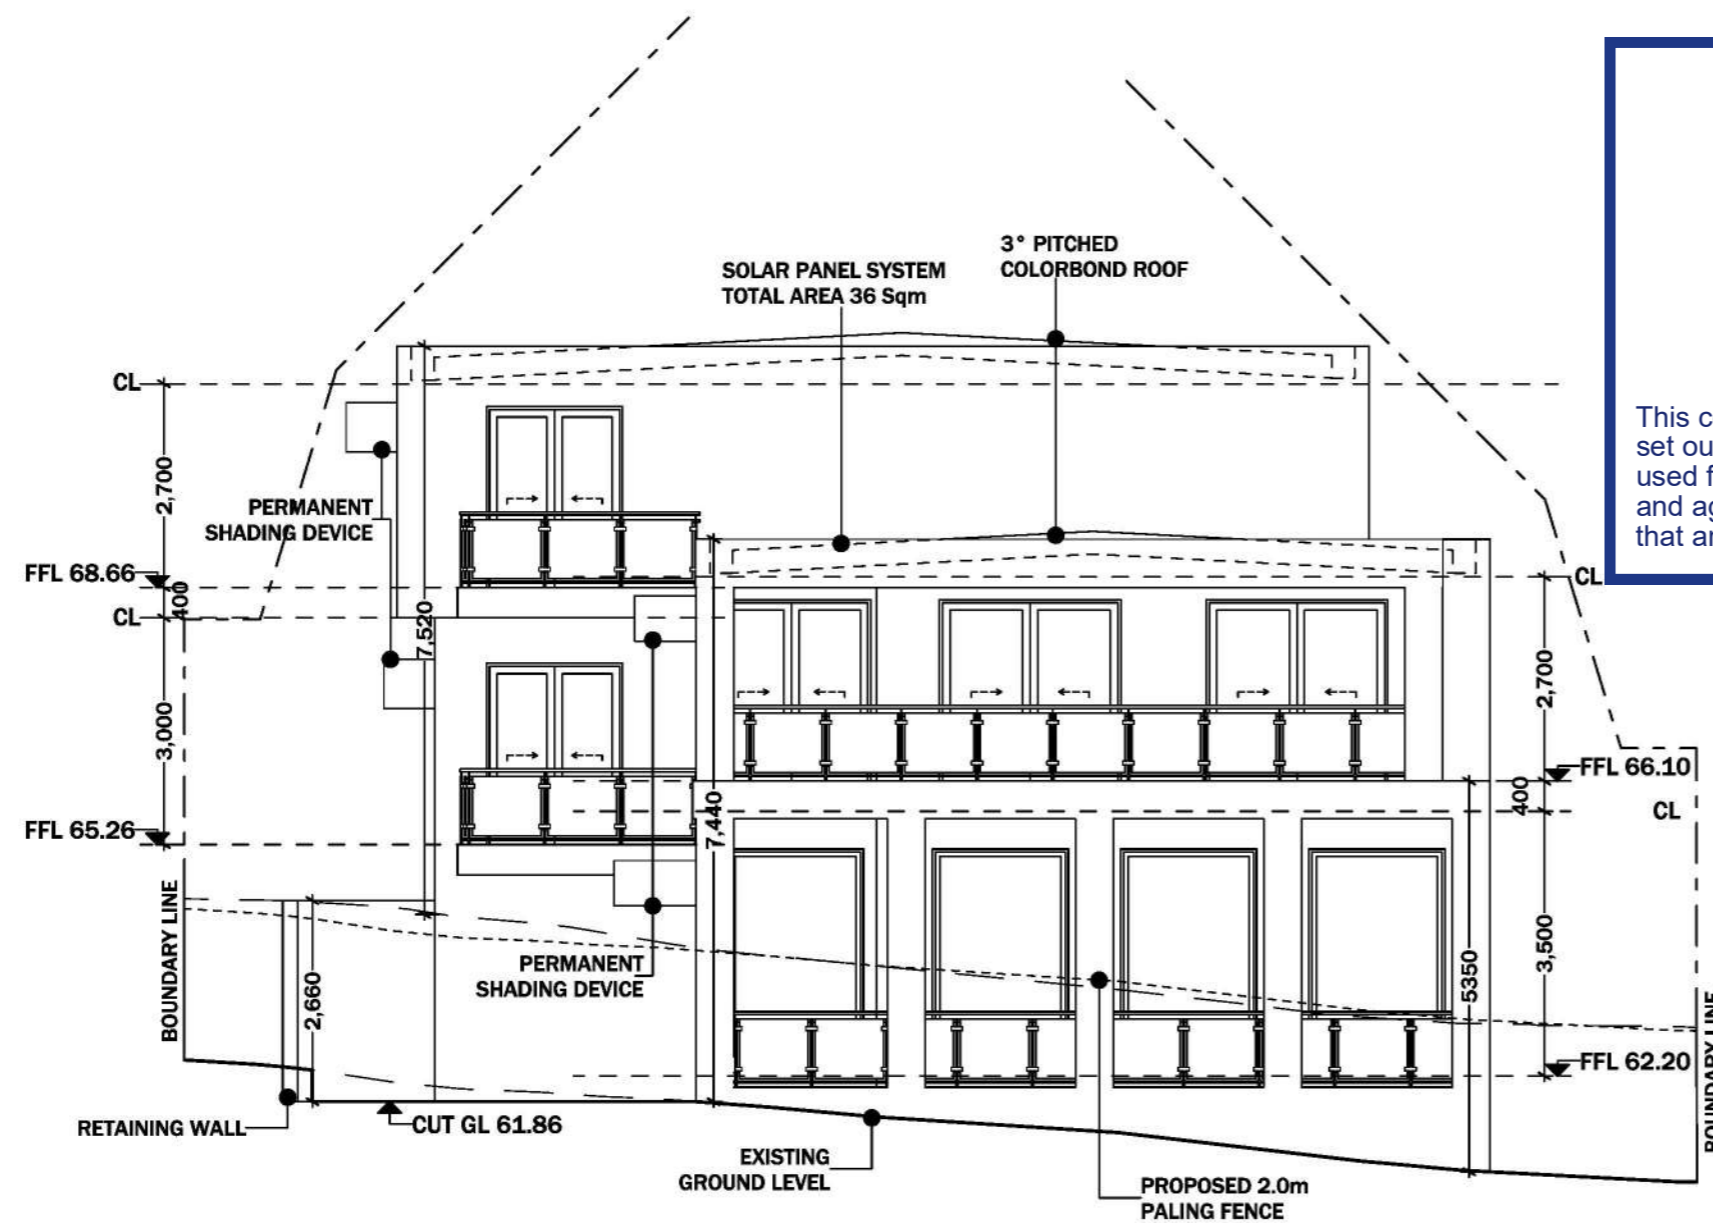 3° PITCHED
COLORBOND ROOF
SOLAR PANEL SYSTEM
TOTAL AREA 36 Sqm
CL
2,700
PERMANENT
SHADING DEVICE
FFL 68.66
400
CL
7,520
3,000
FFL 65.26
BOUNDARY LINE
2,660
RETAINING WALL
CUT GL 61.86
PERMANENT
SHADING DEVICE
7,440
EXISTING
GROUND LEVEL
PROPOSED 2.0m
PALING FENCE
CL
2,700
FFL 66.10
400
CL
3,500
5350
FFL 62.20
BOUNDARY LINE
This c
set ou
used f
and ag
that ar